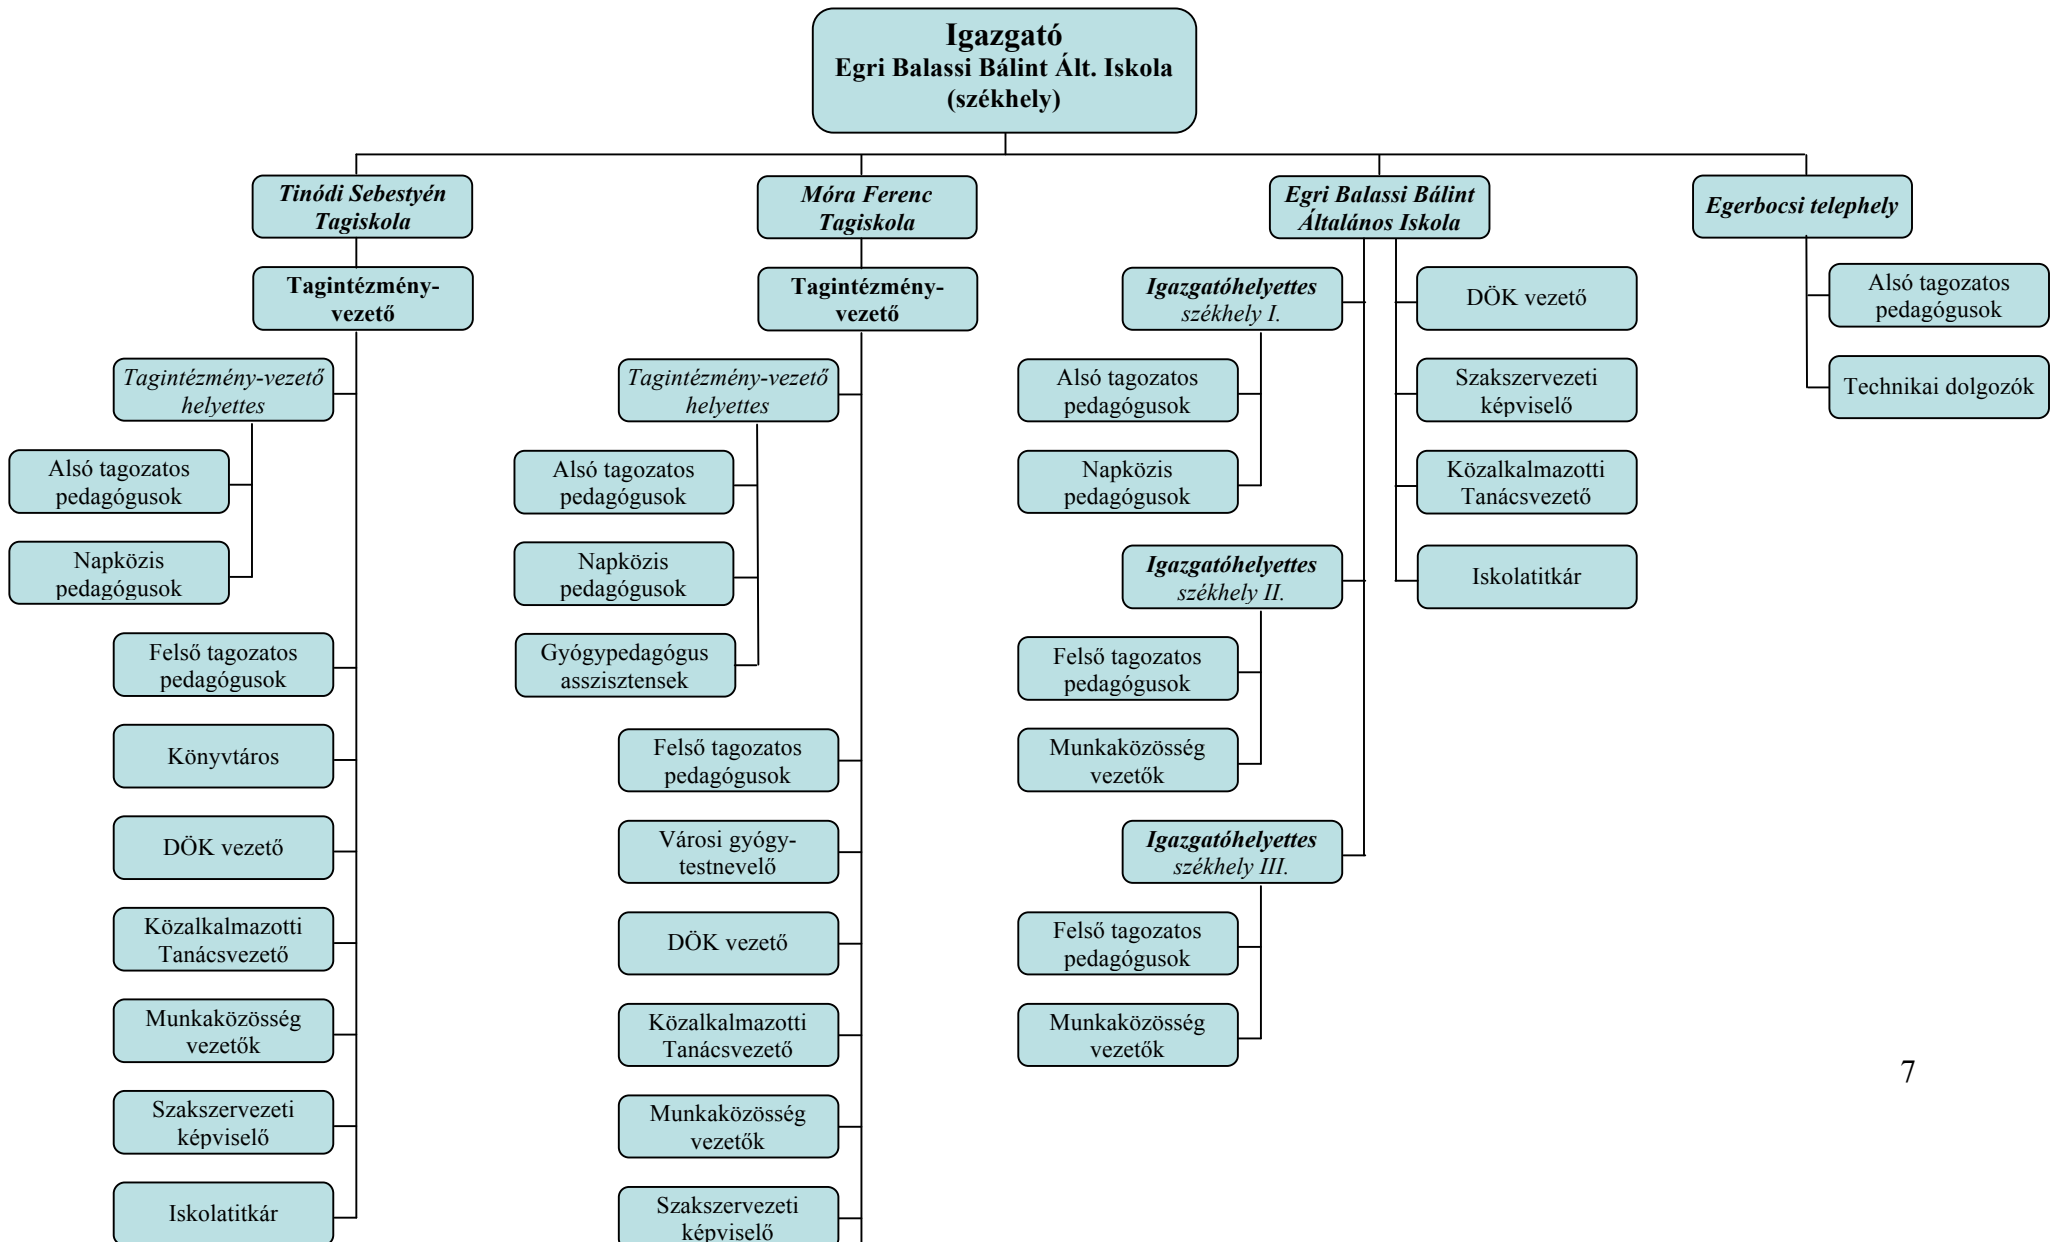 Igazgató
Egri Balassi Bálint Ált. Iskola
(székhely)
Tinódi Sebestyén
Tagiskola
Tagintézmény-
vezető
Tagintézmény-vezető
helyettes
Alsó tagozatos
pedagógusok
Napközis
pedagógusok
Felső tagozatos
pedagógusok
Könyvtáros
DÖK vezető
Közalkalmazotti
Tanácsvezető
Munkaközösség
vezetők
Szakszervezeti
képviselő
Iskolatitkár
Móra Ferenc
Tagiskola
Tagintézmény-
vezető
Tagintézmény-vezető
helyettes
Alsó tagozatos
pedagógusok
Napközis
pedagógusok
Gyógypedagógus
asszisztensek
Felső tagozatos
pedagógusok
Városi gyógy-
testnevelő
DÖK vezető
Közalkalmazotti
Tanácsvezető
Munkaközösség
vezetők
Szakszervezeti
képviselő
Egri Balassi Bálint
Általános Iskola
Igazgatóhelyettes
székhely I.
Alsó tagozatos
pedagógusok
Napközis
pedagógusok
Igazgatóhelyettes
székhely II.
Felső tagozatos
pedagógusok
Munkaközösség
vezetők
Igazgatóhelyettes
székhely III.
Felső tagozatos
pedagógusok
Munkaközösség
vezetők
DÖK vezető
Szakszervezeti
képviselő
Közalkalmazotti
Tanácsvezető
Iskolatitkár
Egerbocsi telephely
Alsó tagozatos
pedagógusok
Technikai dolgozók
7